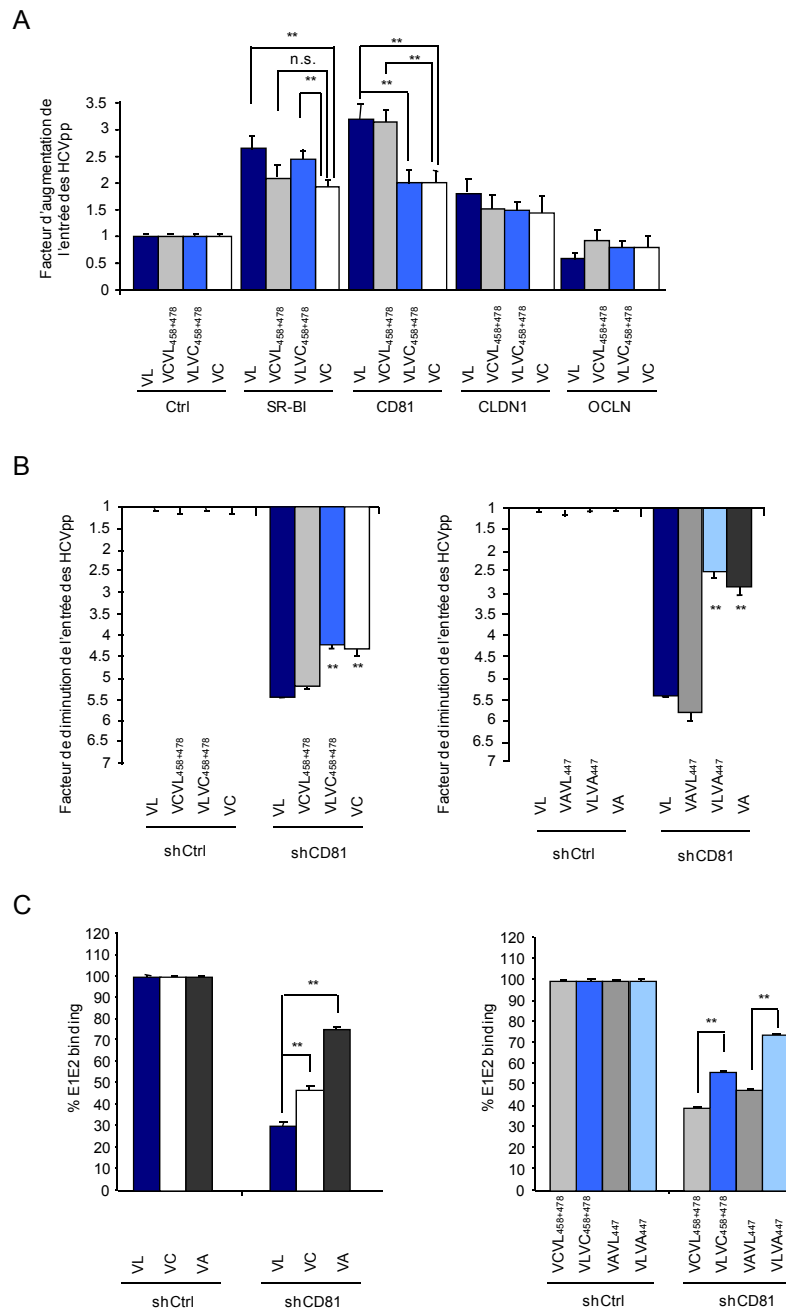 A
**
n.s.
**
**
**
**
**
Facteur d'augmentation de
l'entrée des HCVpp
3.5
3
2.5
2
1.5
1
0.5
0
VL
VCVL458+478
VLVC458+478
VC
VL
VCVL458+478
VLVC458+478
VC
VL
VCVL458+478
VLVC458+478
VC
VL
VCVL458+478
VLVC458+478
VC
VL
VCVL458+478
VLVC458+478
VC
Ctrl
SR-BI
CD81
CLDN1
OCLN
B
Facteur de diminution de l'entrée des HCVpp
1
1.5
2
2.5
3
4
4.5
5
5.5
6
6.5
7
**
**
VL
VCVL458+478
VLVC458+478
VC
VL
VCVL458+478
VLVC458+478
VC
shCtrl
shCD81
Facteur de diminution de l'entrée des HCVpp
1
1.5
2
2.5
3
4
4.5
5
5.5
6
6.5
7
**
**
VL
VAVL447
VLVA447
VA
VL
VAVL447
VLVA447
VA
shCtrl
shCD81
C
% E1E2 binding
120
110
100
90
80
70
60
50
40
30
20
10
0
**
**
VL
VC
VA
VL
VC
VA
shCtrl
shCD81
% E1E2 binding
120
110
100
90
80
70
60
50
40
30
20
10
0
**
**
VCVL458+478
VLVC458+478
VAVL447
VLVA447
VCVL458+478
VLVC458+478
VAVL447
VLVA447
shCtrl
shCD81